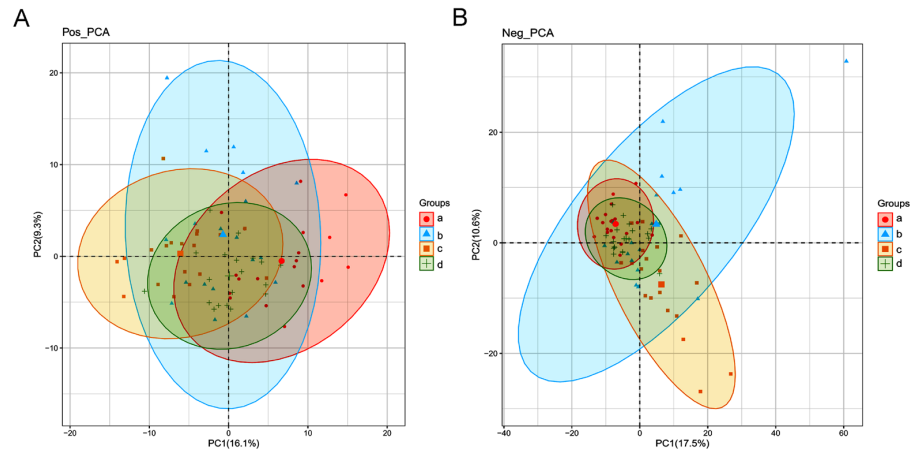 A
Pos_PCA
20
10
0
−10
−20
−10
0
10
20
PC1(16.1%)
PC2(9.3%)
Groups
a
b
c
d
B
Neg_PCA
20
0
−20
−40
−20
0
20
40
60
PC1(17.5%)
PC2(10.6%)
Groups
a
b
c
d